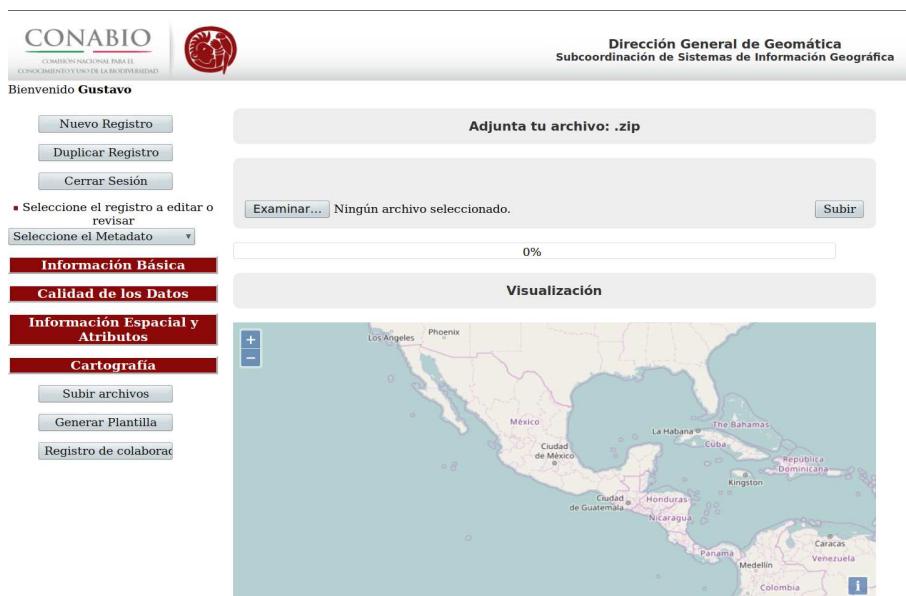 CONABIO
COMISIÓN NACIONAL PARA EL
CONOCIMIENTO Y USO DE LA BIODIVERSIDAD
Dirección General de Geomática
Subcoordinación de Sistemas de Información Geográfica
Bienvenido Gustavo
Nuevo Registro
Duplicar Registro
Cerrar Sesión
Seleccione el registro a editar o
revisar
Seleccione el Metadato
Información Básica
Calidad de los Datos
Información Espacial y
Atributos
Cartografía
Subir archivos
Generar Plantilla
Registro de colaborac
Adjunta tu archivo: .zip
Examinar... Ningún archivo seleccionado. Subir
0%
Visualización
+
−
Los Angeles
Phoenix
México
Ciudad
de México
La Habana
The Bahamas
Cuba
República
Dominicana
Kingston
Ciudad
de Guatemala
Honduras
Nicaragua
Panamá
Caracas
Venezuela
Medellín
Colombia
i